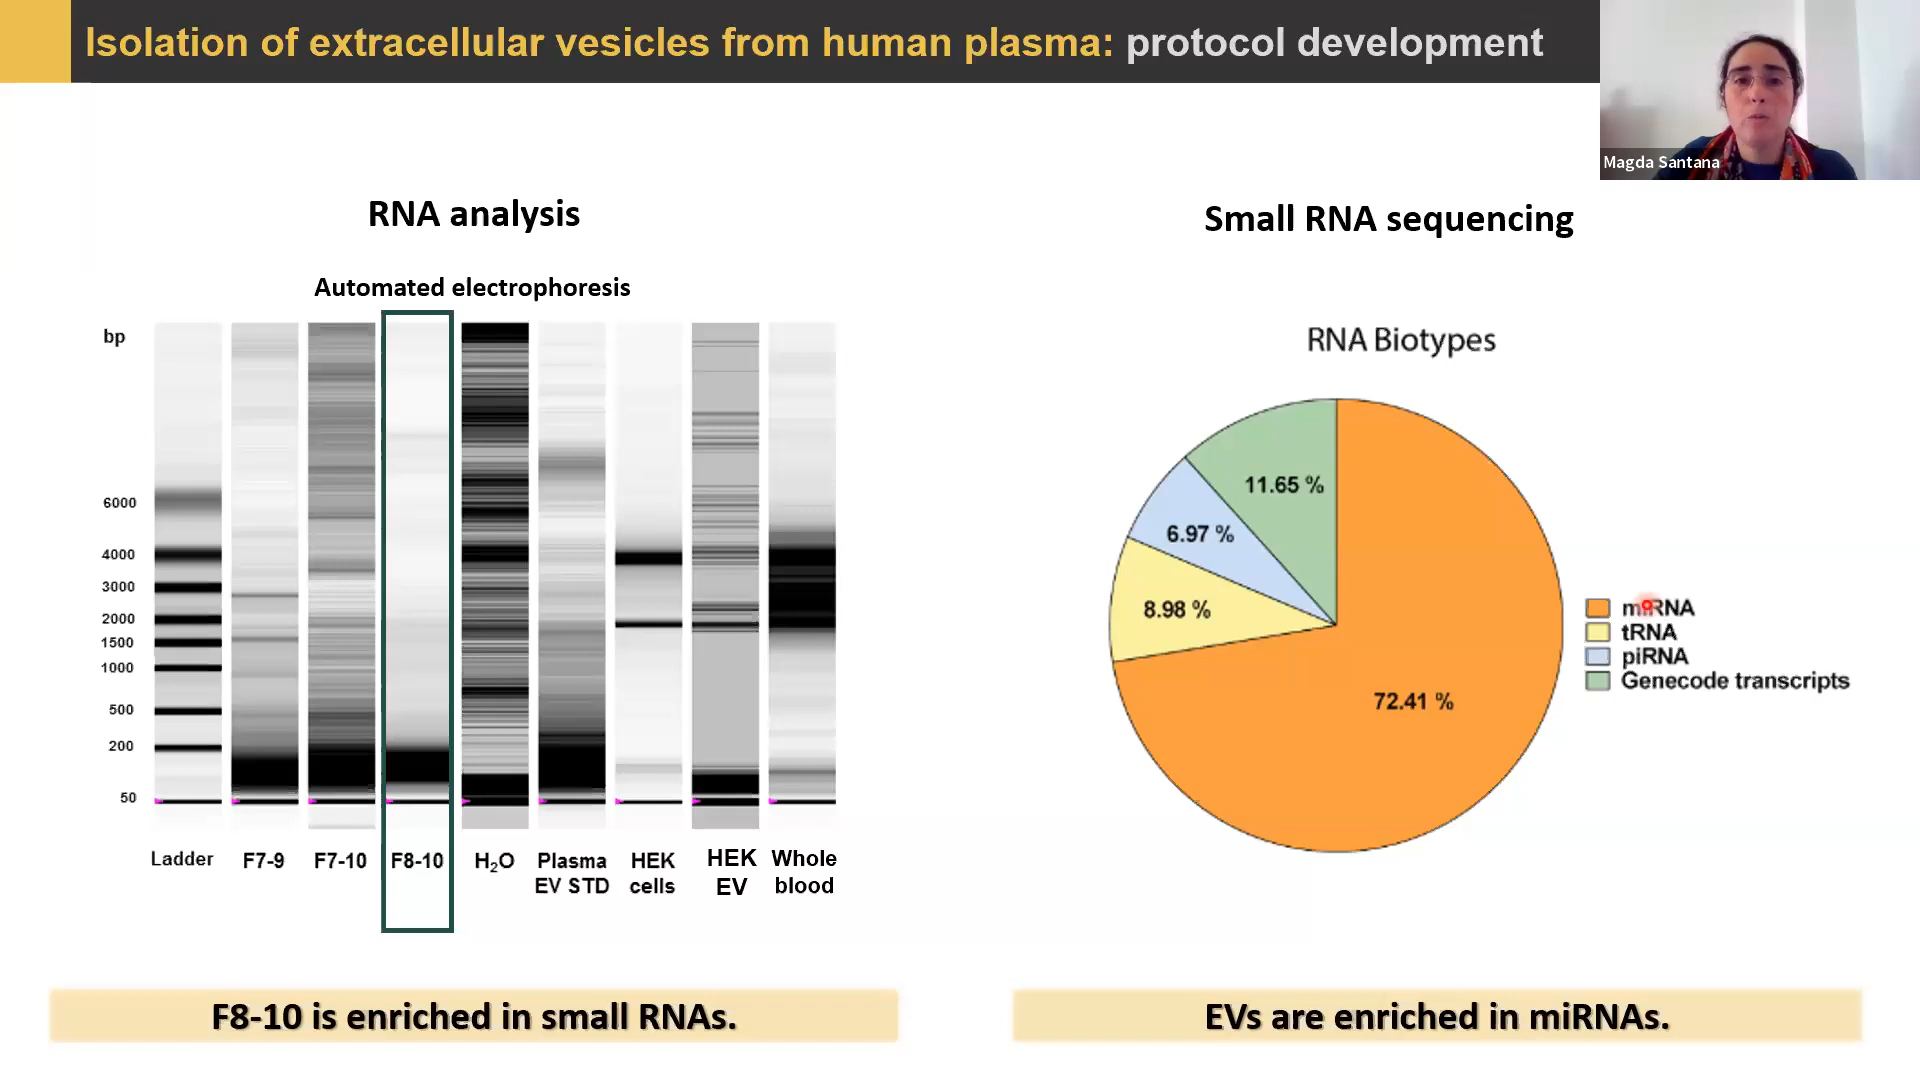 Isolation of extracellular vesicles from human plasma: protocol development
Magda Santana
RNA analysis
Automated electrophoresis
bp
6000
4000
3000
2000
1500
1000
500
200
50
Ladder
F7-9
F7-10
F8-10
H₂O
Plasma
EV STD
HEK
cells
HEK
EV
Whole
blood
F8-10 is enriched in small RNAs.
Small RNA sequencing
RNA Biotypes
11.65 %
6.97 %
8.98 %
72.41 %
miRNA
tRNA
piRNA
Genecode transcripts
EVs are enriched in miRNAs.